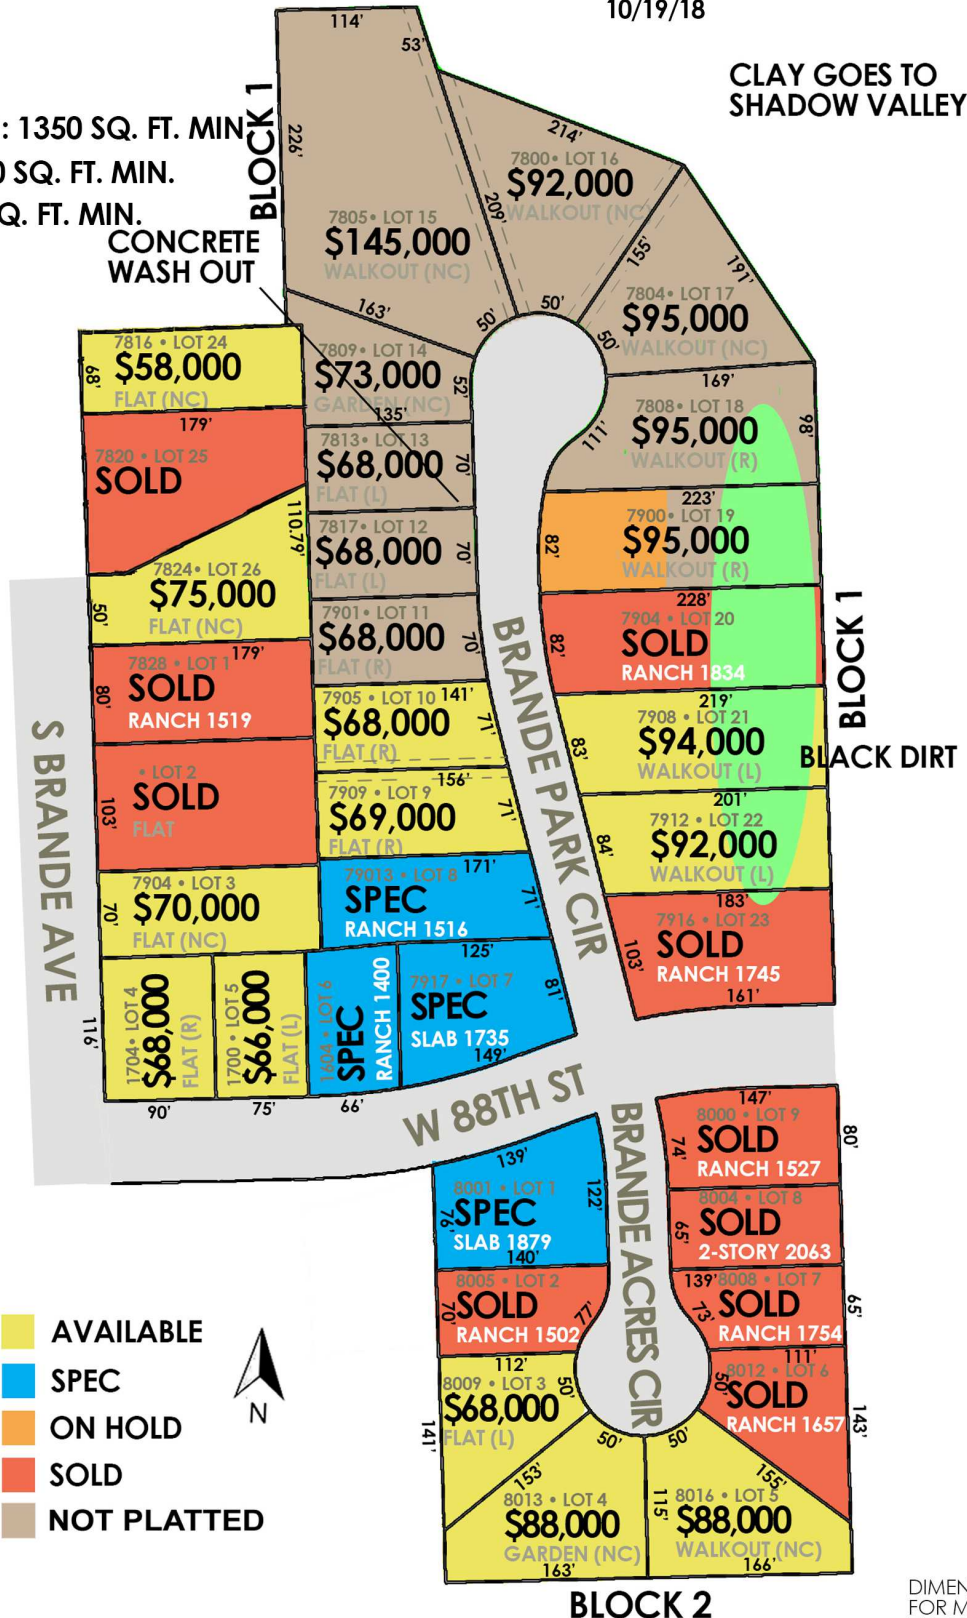 10/19/18
CLAY GOES TO
SHADOW VALLEY
: 1350 SQ. FT. MIN.
0 SQ. FT. MIN.
Q. FT. MIN.
BLOCK 1
CONCRETE
WASH OUT
114'
53'
226'
7805• LOT 15
$145,000
WALKOUT (NC)
163'
209'
50'
214'
7800• LOT 16
$92,000
WALKOUT (NC)
50'
155'
191'
7804• LOT 17
$95,000
WALKOUT (NC)
50'
169'
7808• LOT 18
$95,000
WALKOUT (R)
111'
98'
223'
7900• LOT 19
$95,000
WALKOUT (R)
82'
228'
7904 • LOT 20
SOLD
RANCH 1834
82'
219'
7908 • LOT 21
$94,000
WALKOUT (L)
83'
201'
7912 • LOT 22
$92,000
WALKOUT (L)
84'
183'
7916 • LOT 23
SOLD
RANCH 1745
103'
161'
BLOCK 1
BLACK DIRT
7816 • LOT 24
$58,000
FLAT (NC)
68'
179'
7820 • LOT 25
SOLD
110.79'
7824• LOT 26
$75,000
FLAT (NC)
50'
179'
7828 • LOT 1
SOLD
RANCH 1519
80'
• LOT 2
SOLD
FLAT
103'
7904 • LOT 3
$70,000
FLAT (NC)
70'
1704• LOT 4
$68,000
FLAT (R)
116'
90'
1700 • LOT 5
$66,000
FLAT (L)
75'
1604 • LOT 6
SPEC
RANCH 1400
66'
7809• LOT 14
$73,000
GARDEN (NC)
52'
135'
7813• LOT 13
$68,000
FLAT (L)
70'
7817• LOT 12
$68,000
FLAT (L)
70'
7901• LOT 11
$68,000
FLAT (R)
70'
7905 • LOT 10
141'
$68,000
FLAT (R)
71'
156'
7909 • LOT 9
$69,000
FLAT (R)
71'
171'
79013 • LOT 8
SPEC
RANCH 1516
71'
125'
7917 • LOT 7
SPEC
SLAB 1735
81'
149'
S BRANDE AVE
BRANDE PARK CIR
W 88TH ST
BRANDE ACRES CIR
139'
8001 • LOT 1
SPEC
SLAB 1879
76'
122'
140'
8005 • LOT 2
SOLD
RANCH 1502
70'
77'
112'
8009 • LOT 3
$68,000
FLAT (L)
50'
141'
153'
8013 • LOT 4
$88,000
GARDEN (NC)
50'
163'
115'
8016 • LOT 5
$88,000
WALKOUT (NC)
50'
166'
155'
147'
8000 • LOT 9
SOLD
RANCH 1527
74'
80'
8004 • LOT 8
SOLD
2-STORY 2063
65'
139'
8008 • LOT 7
SOLD
RANCH 1754
73'
65'
111'
8012 • LOT 6
SOLD
RANCH 1657
50'
143'
AVAILABLE
SPEC
ON HOLD
SOLD
NOT PLATTED
N
BLOCK 2
DIMEN
FOR M